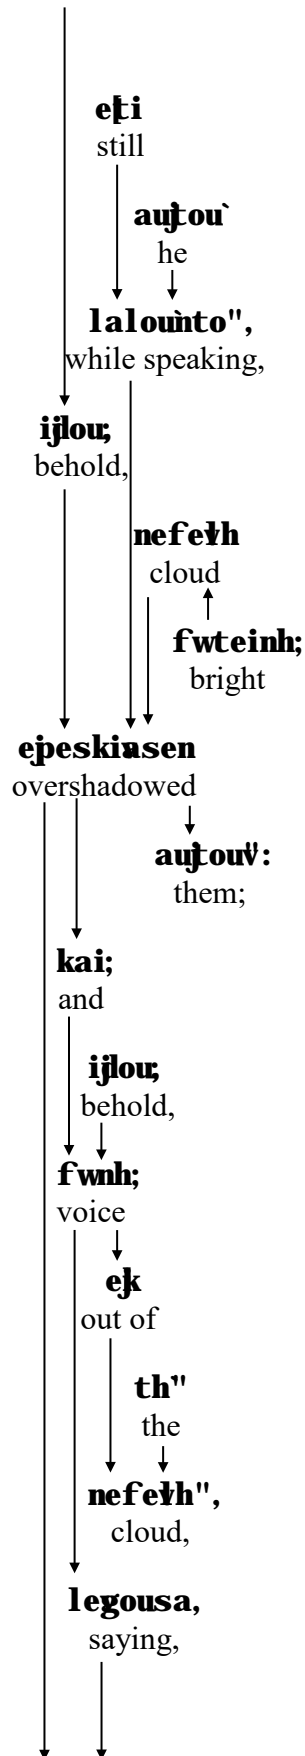 e[ti
still
aujtou`
he
lalou`nto",
while speaking,
ijdou;
behold,
nefevlh
cloud
fwteinh;
bright
ejpeskivasen
overshadowed
aujtouv":
them;
kai;
and
ijdou;
behold,
fwnh;
voice
ejk
out of
th`"
the
nefevlh",
cloud,
levgousa,
saying,